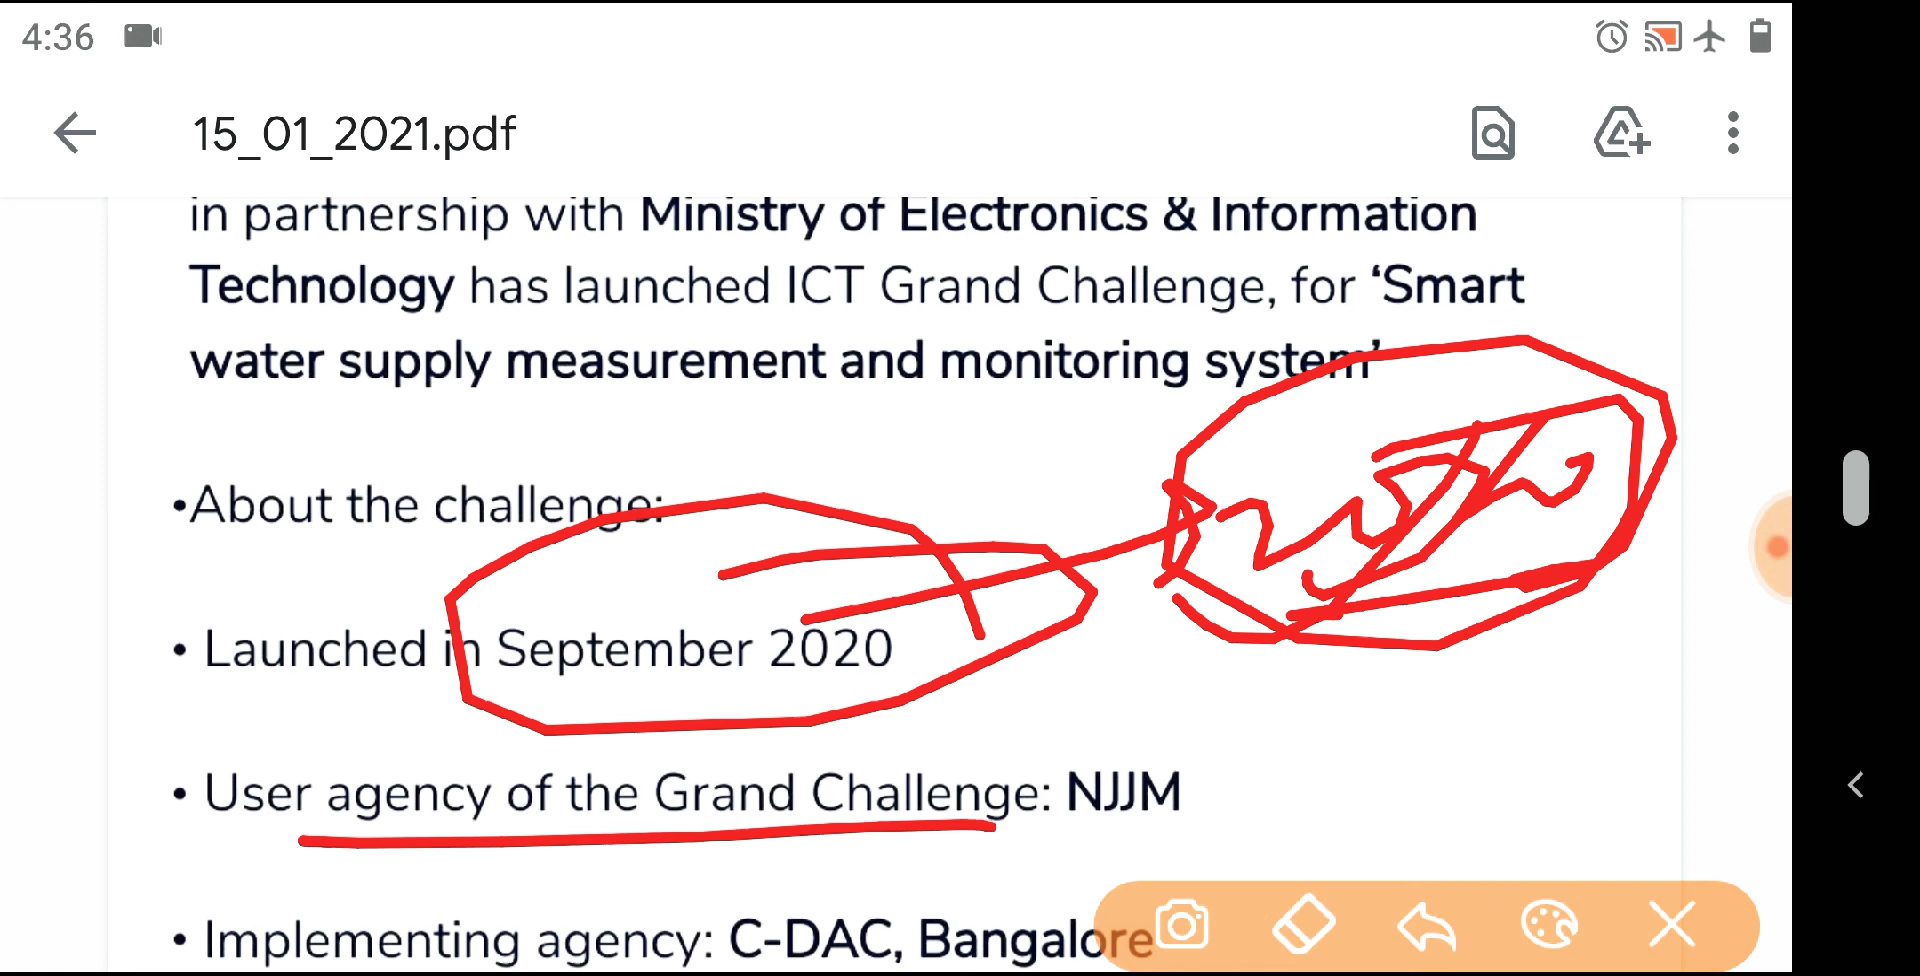 4:36
15_01_2021.pdf
in partnership with Ministry of Electronics & Information
Technology has launched ICT Grand Challenge, for ‘Smart
water supply measurement and monitoring system’
•About the challenge:
• Launched in September 2020
• User agency of the Grand Challenge: NJJM
• Implementing agency: C-DAC, Bangalore